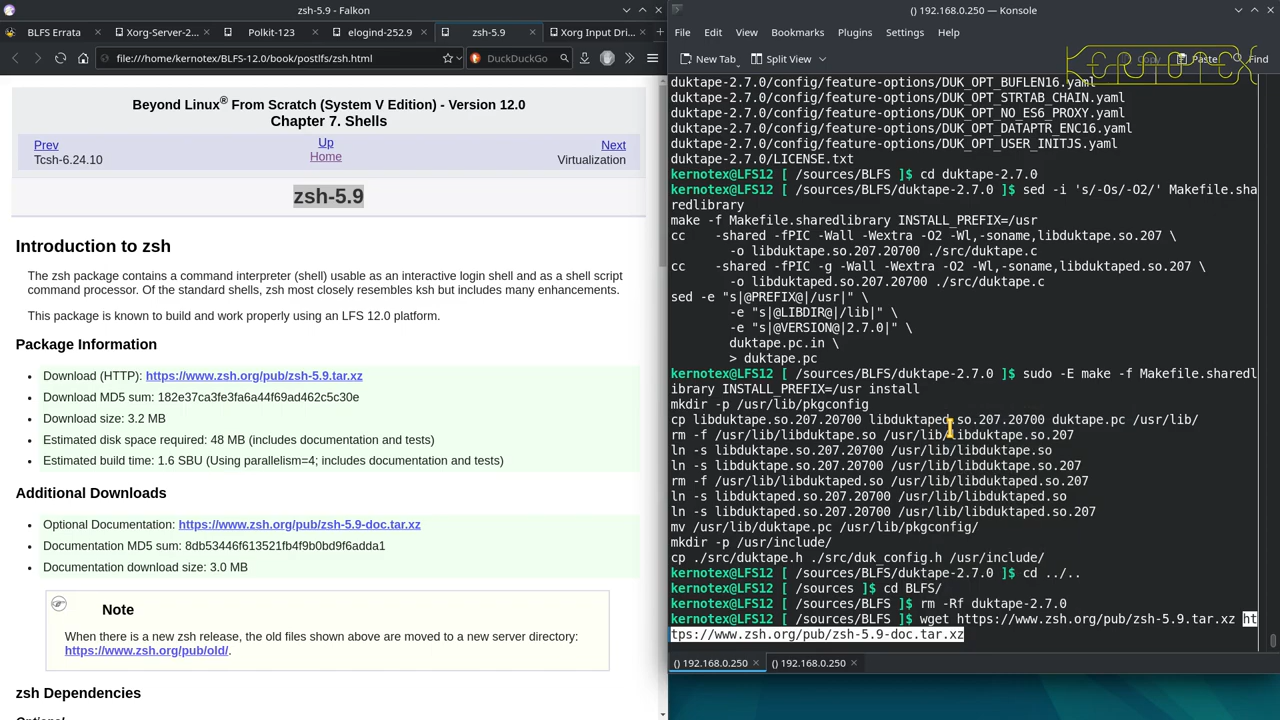 zsh-5.9 – Falkon
BLFS Errata
Xorg-Server-2...
Polkit-123
elogind-252.9
zsh-5.9
Xorg Input Dri...
file:///home/kernotex/BLFS-12.0/book/postlfs/zsh.html
DuckDuckGo
Beyond Linux® From Scratch (System V Edition) - Version 12.0
Chapter 7. Shells
Prev
Up
Next
Tcsh-6.24.10
Home
Virtualization
zsh-5.9
Introduction to zsh
The zsh package contains a command interpreter (shell) usable as an interactive login shell and as a shell script
command processor. Of the standard shells, zsh most closely resembles ksh but includes many enhancements.
This package is known to build and work properly using an LFS 12.0 platform.
Package Information
Download (HTTP): https://www.zsh.org/pub/zsh-5.9.tar.xz
Download MD5 sum: 182e37ca3fe3fa6a44f69ad462c5c30e
Download size: 3.2 MB
Estimated disk space required: 48 MB (includes documentation and tests)
Estimated build time: 1.6 SBU (Using parallelism=4; includes documentation and tests)
Additional Downloads
Optional Documentation: https://www.zsh.org/pub/zsh-5.9-doc.tar.xz
Documentation MD5 sum: 8db53446f613521fb4f9b0bd9f6adda1
Documentation download size: 3.0 MB
Note
When there is a new zsh release, the old files shown above are moved to a new server directory:
https://www.zsh.org/pub/old/.
zsh Dependencies
Optional
() 192.168.0.250 — Konsole
File Edit View Bookmarks Plugins Settings Help
New Tab Split View Copy Paste Find
KERNOTEX
duktape-2.7.0/config/feature-options/DUK_OPT_BUFLEN16.yaml
duktape-2.7.0/config/feature-options/DUK_OPT_STRTAB_CHAIN.yaml
duktape-2.7.0/config/feature-options/DUK_OPT_NO_ES6_PROXY.yaml
duktape-2.7.0/config/feature-options/DUK_OPT_DATAPTR_ENC16.yaml
duktape-2.7.0/config/feature-options/DUK_OPT_USER_INITJS.yaml
duktape-2.7.0/LICENSE.txt
kernotex@LFS12 [ /sources/BLFS ]$ cd duktape-2.7.0
kernotex@LFS12 [ /sources/BLFS/duktape-2.7.0 ]$ sed -i 's/-Os/-O2/' Makefile.sha
redlibrary
make -f Makefile.sharedlibrary INSTALL_PREFIX=/usr
cc -shared -fPIC -Wall -Wextra -O2 -Wl,-soname,libduktape.so.207 \
-o libduktape.so.207.20700 ./src/duktape.c
cc -shared -fPIC -g -Wall -Wextra -O2 -Wl,-soname,libduktaped.so.207 \
-o libduktaped.so.207.20700 ./src/duktape.c
sed -e "s|@PREFIX@|/usr|" \
-e "s|@LIBDIR@|/lib|" \
-e "s|@VERSION@|2.7.0|" \
duktape.pc.in \
> duktape.pc
kernotex@LFS12 [ /sources/BLFS/duktape-2.7.0 ]$ sudo -E make -f Makefile.sharedl
ibrary INSTALL_PREFIX=/usr install
mkdir -p /usr/lib/pkgconfig
cp libduktape.so.207.20700 libduktaped.so.207.20700 duktape.pc /usr/lib/
rm -f /usr/lib/libduktape.so /usr/lib/libduktape.so.207
ln -s libduktape.so.207.20700 /usr/lib/libduktape.so
ln -s libduktape.so.207.20700 /usr/lib/libduktape.so.207
rm -f /usr/lib/libduktaped.so /usr/lib/libduktaped.so.207
ln -s libduktaped.so.207.20700 /usr/lib/libduktaped.so
ln -s libduktaped.so.207.20700 /usr/lib/libduktaped.so.207
mv /usr/lib/duktape.pc /usr/lib/pkgconfig/
mkdir -p /usr/include/
cp ./src/duktape.h ./src/duk_config.h /usr/include/
kernotex@LFS12 [ /sources/BLFS/duktape-2.7.0 ]$ cd ../..
kernotex@LFS12 [ /sources ]$ cd BLFS/
kernotex@LFS12 [ /sources/BLFS ]$ rm -Rf duktape-2.7.0
kernotex@LFS12 [ /sources/BLFS ]$ wget https://www.zsh.org/pub/zsh-5.9.tar.xz ht
tps://www.zsh.org/pub/zsh-5.9-doc.tar.xz
() 192.168.0.250
() 192.168.0.250